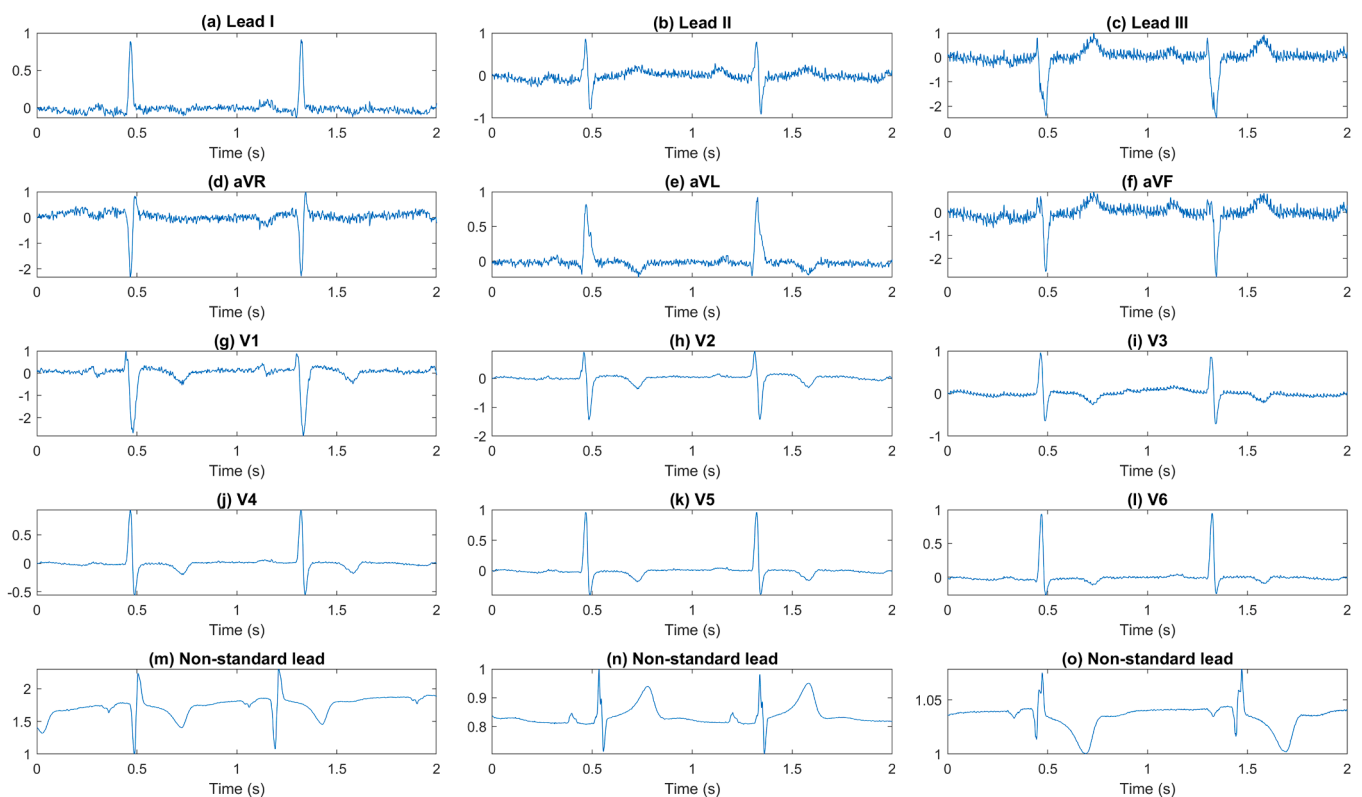 (a) Lead I
1
0.5
0
0 0.5 1 1.5 2
Time (s)
(b) Lead II
1
0
-1
0 0.5 1 1.5 2
Time (s)
(c) Lead III
1
0
-1
-2
0 0.5 1 1.5 2
Time (s)
(d) aVR
1
0
-1
-2
0 0.5 1 1.5 2
Time (s)
(e) aVL
1
0.5
0
0 0.5 1 1.5 2
Time (s)
(f) aVF
0
-1
-2
0 0.5 1 1.5 2
Time (s)
(g) V1
1
0
-1
-2
0 0.5 1 1.5 2
Time (s)
(h) V2
0
-1
-2
0 0.5 1 1.5 2
Time (s)
(i) V3
1
0
-1
0 0.5 1 1.5 2
Time (s)
(j) V4
0.5
0
-0.5
0 0.5 1 1.5 2
Time (s)
(k) V5
1
0.5
0
0 0.5 1 1.5 2
Time (s)
(l) V6
1
0.5
0
0 0.5 1 1.5 2
Time (s)
(m) Non-standard lead
2
1.5
1
0 0.5 1 1.5 2
Time (s)
(n) Non-standard lead
1
0.9
0.8
0 0.5 1 1.5 2
Time (s)
(o) Non-standard lead
1.05
1
0 0.5 1 1.5 2
Time (s)